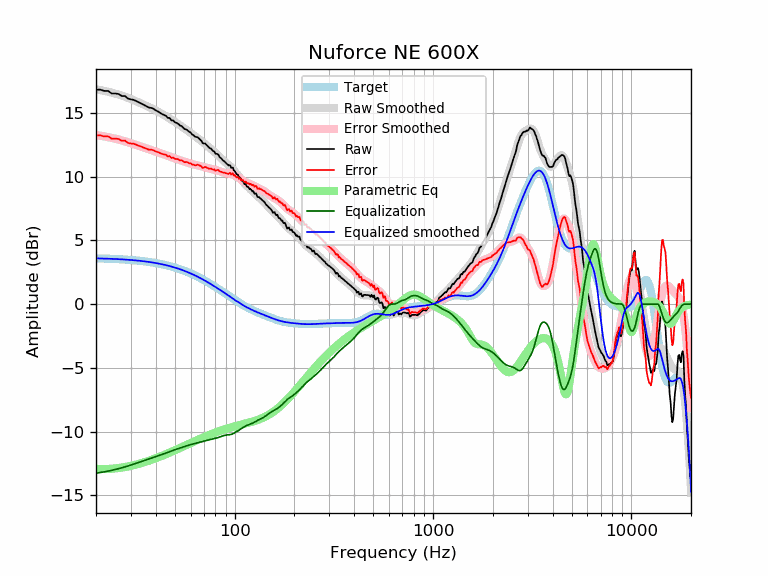 Nuforce NE 600X
Target
Raw Smoothed
Error Smoothed
Raw
Error
Parametric Eq
Equalization
Equalized smoothed
Amplitude (dBr)
15
10
5
0
−5
−10
−15
100
1000
10000
Frequency (Hz)